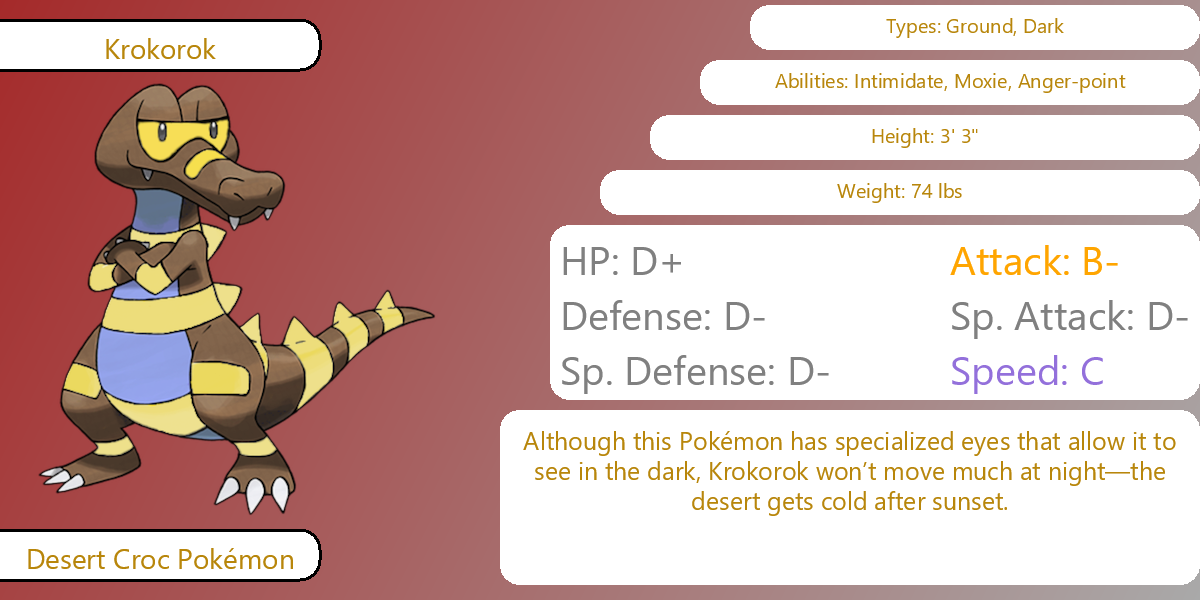 Krokorok
Types: Ground, Dark
Abilities: Intimidate, Moxie, Anger-point
Height: 3' 3"
Weight: 74 lbs
HP: D+
Attack: B-
Defense: D-
Sp. Attack: D-
Sp. Defense: D-
Speed: C
Although this Pokémon has specialized eyes that allow it to
see in the dark, Krokorok won’t move much at night—the
desert gets cold after sunset.
Desert Croc Pokémon